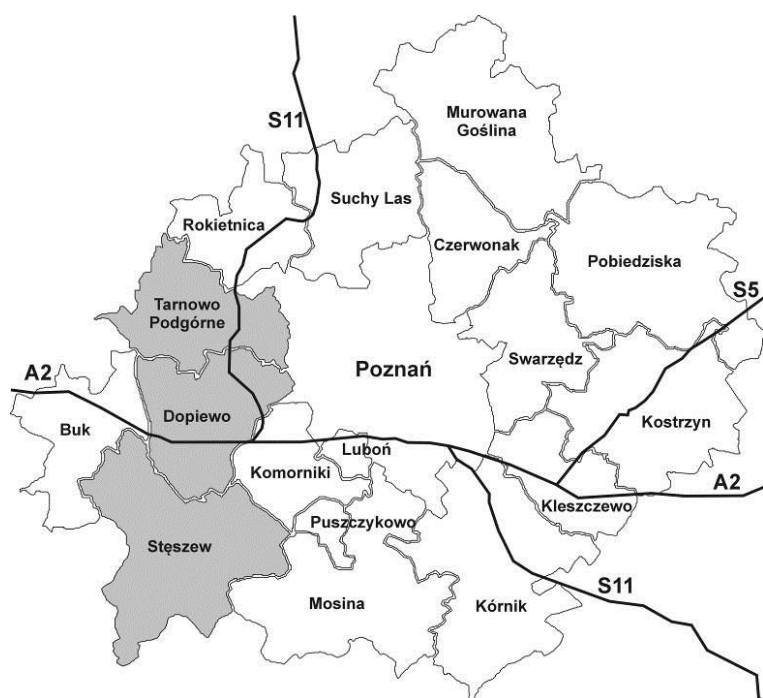 Murowana
Goślina
S11
Suchy Las
Rokietnica
Czerwonak
Pobiedziska
S5
Tarnowo
Podgórne
Swarzędz
Poznań
A2
Dopiewo
Kostrzyn
Buk
Luboń
Komorniki
A2
Kleszczewo
Puszczykowo
Stęszew
S11
Mosina
Kórnik